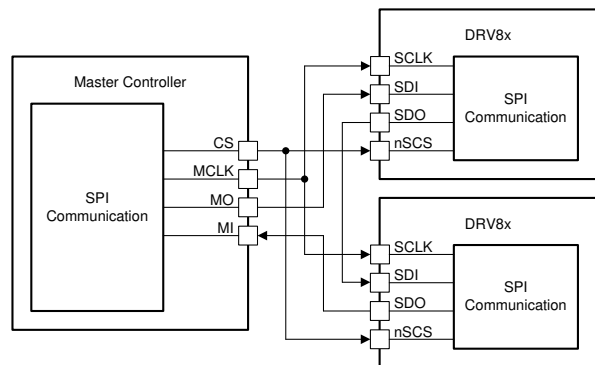 Master Controller
SPI
Communication
CS
MCLK
MO
MI
DRV8x
SCLK
SDI
SDO
nSCS
SPI
Communication
DRV8x
SCLK
SDI
SDO
nSCS
SPI
Communication